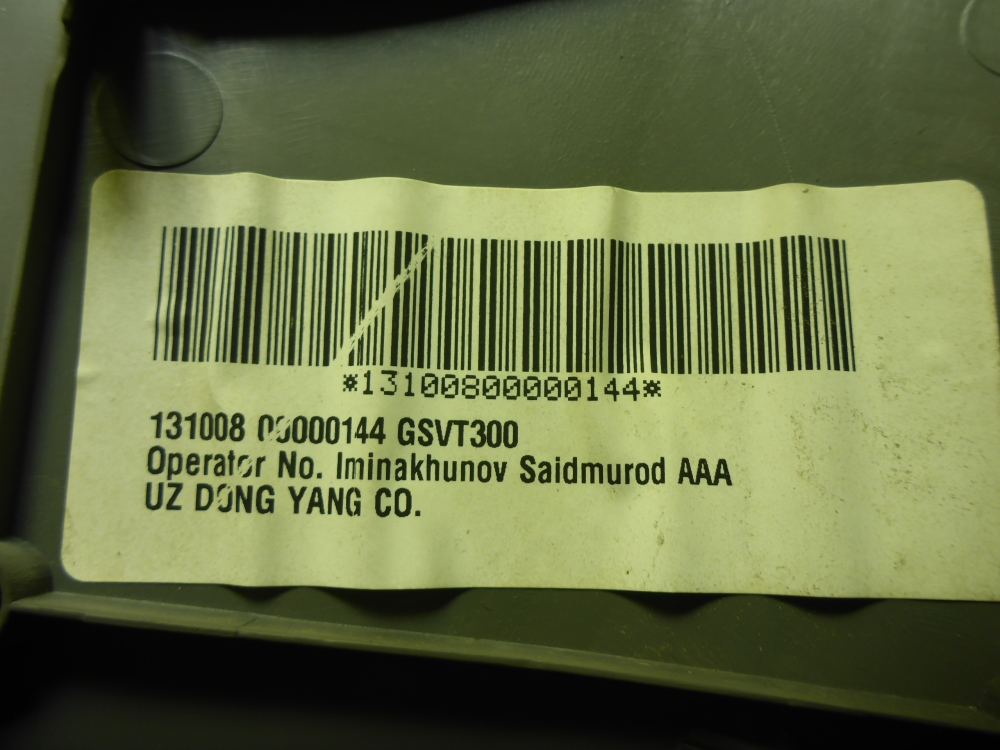 *13100800000144*
131008 00000144 GSVT300
Operator No. Iminakhunov Saidmurod AAA
UZ DONG YANG CO.